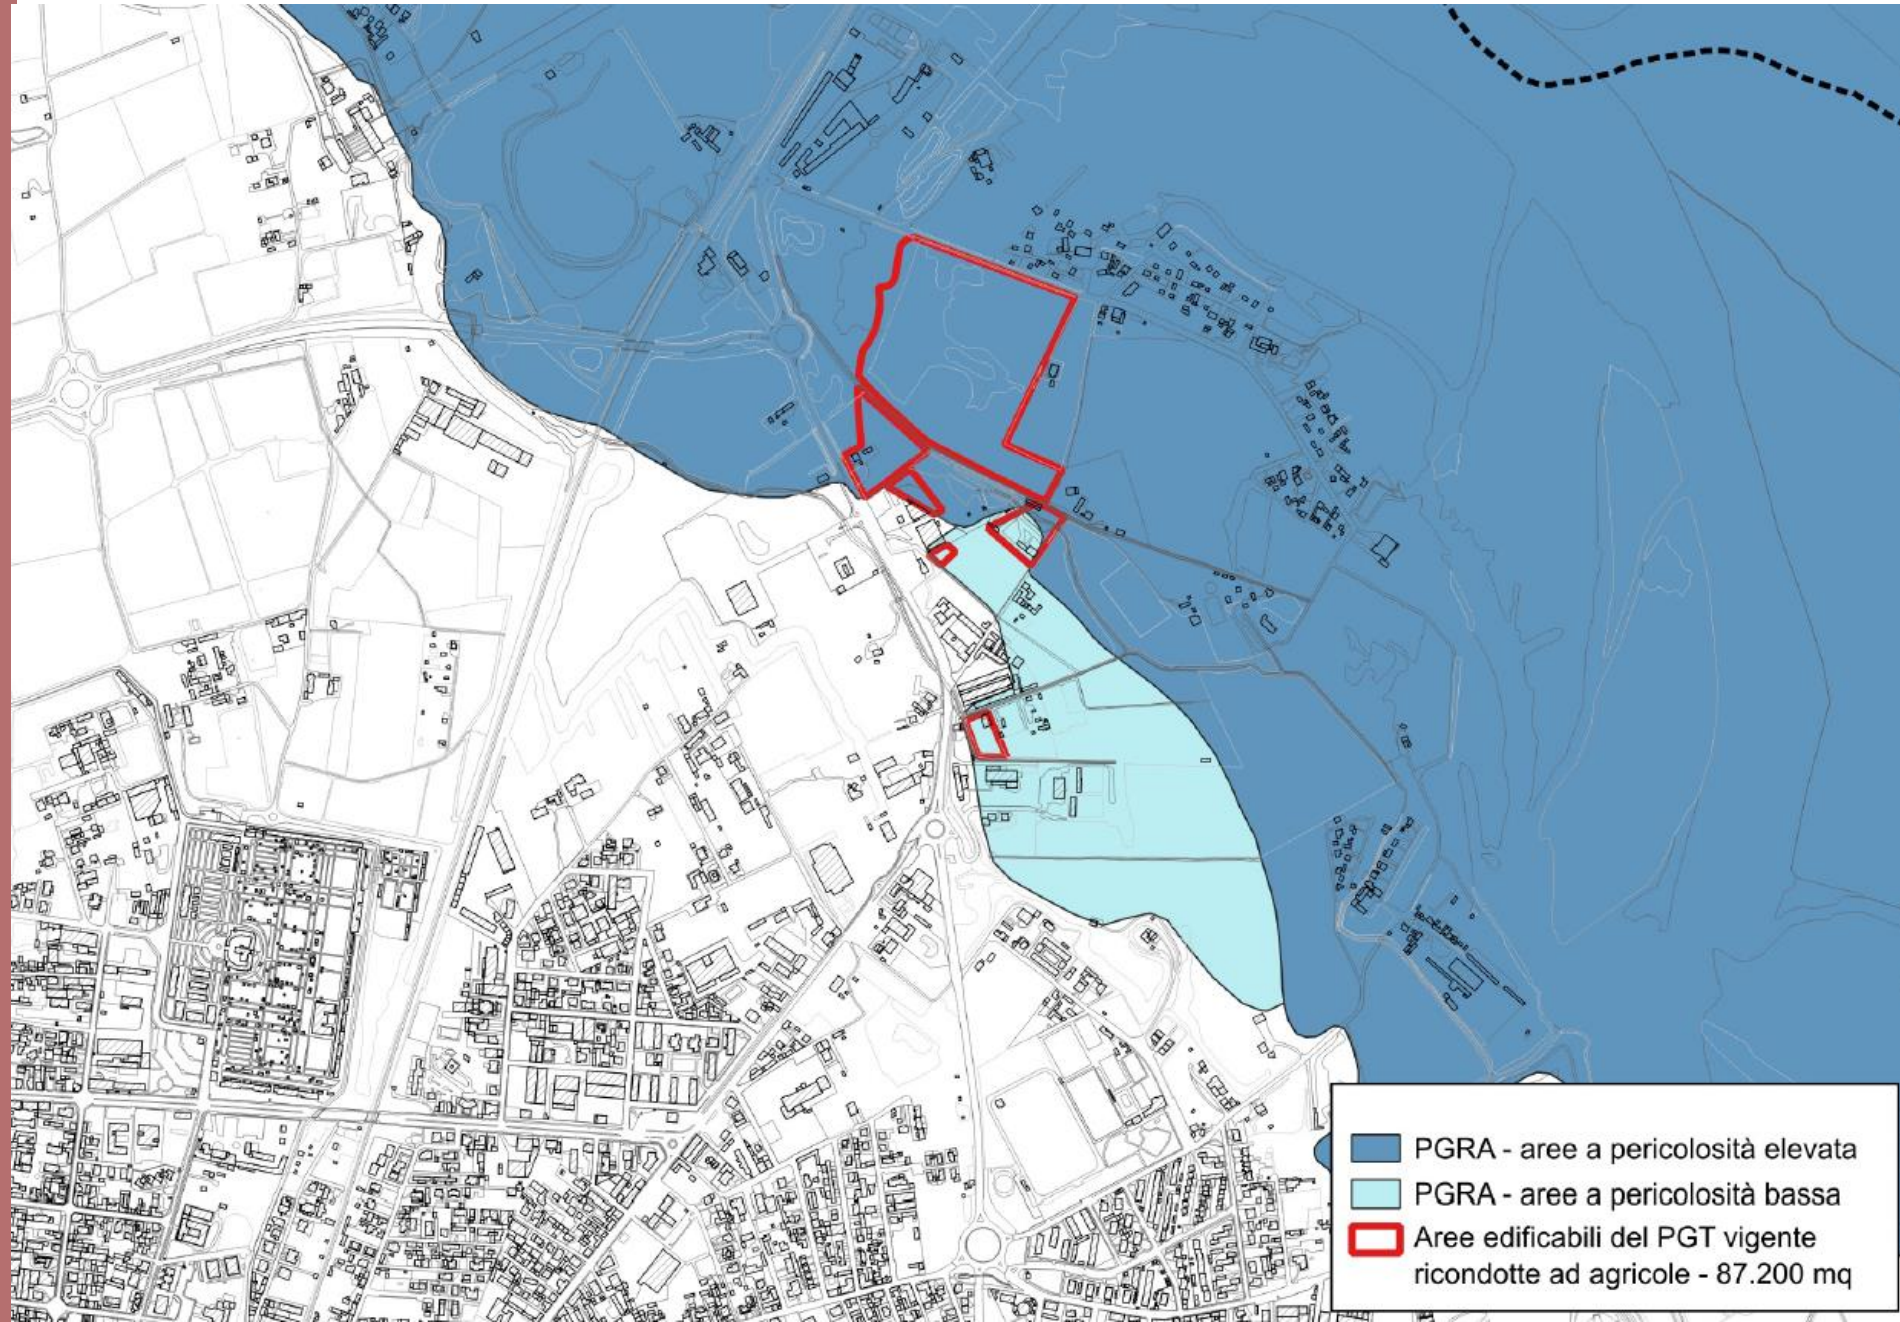 PGRA - aree a pericolosità elevata
PGRA - aree a pericolosità bassa
Aree edificabili del PGT vigente
ricondotte ad agricole - 87.200 mq